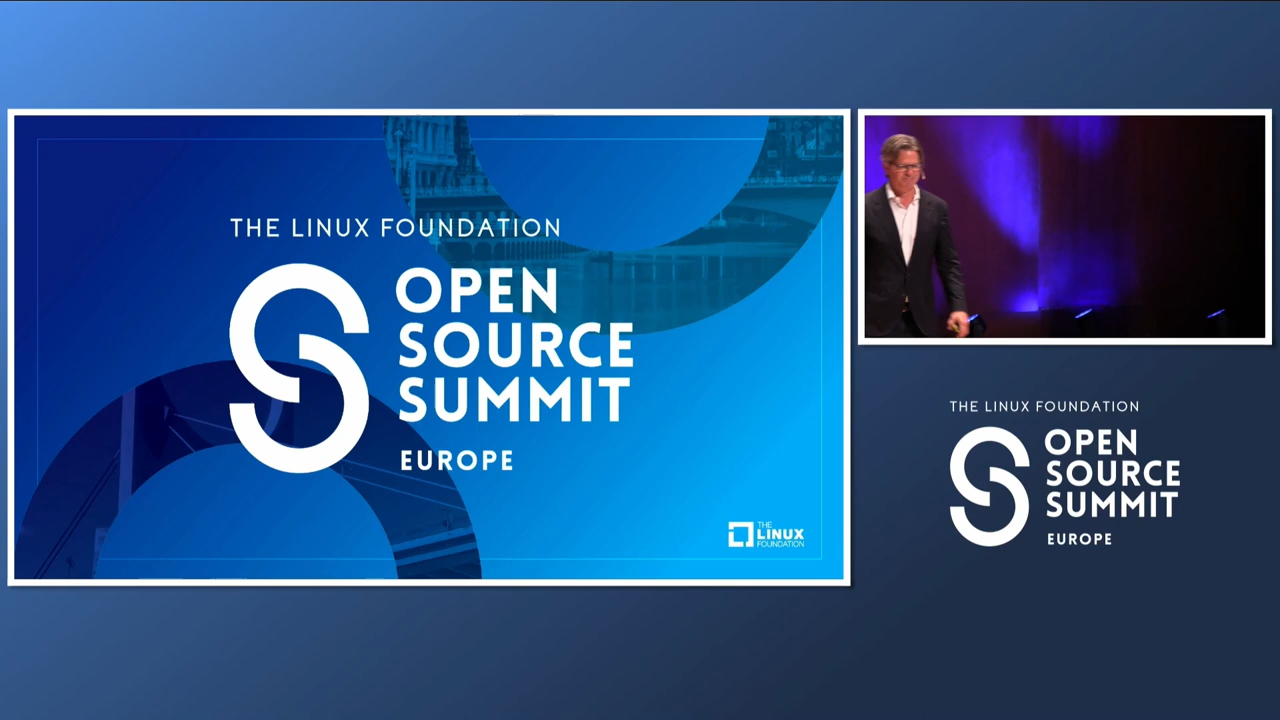 THE LINUX FOUNDATION
OPEN
SOURCE
SUMMIT
EUROPE
THE
LINUX
FOUNDATION
THE LINUX FOUNDATION
OPEN
SOURCE
SUMMIT
EUROPE